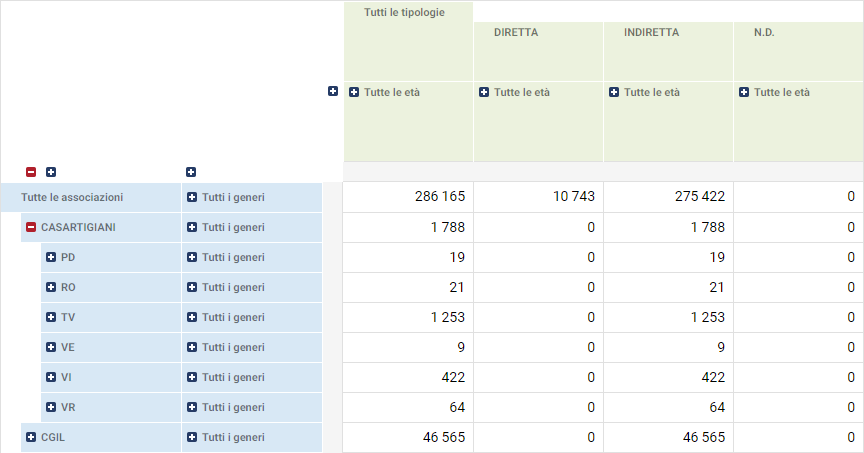 Tutti le tipologie
DIRETTA INDIRETTA N.D.
Tutte le età Tutte le età Tutte le età Tutte le età
Tutte le associazioni Tutti i generi 286 165 10 743 275 422 0
CASARTIGIANI Tutti i generi 1 788 0 1 788 0
PD Tutti i generi 19 0 19 0
RO Tutti i generi 21 0 21 0
TV Tutti i generi 1 253 0 1 253 0
VE Tutti i generi 9 0 9 0
VI Tutti i generi 422 0 422 0
VR Tutti i generi 64 0 64 0
CGIL Tutti i generi 46 565 0 46 565 0